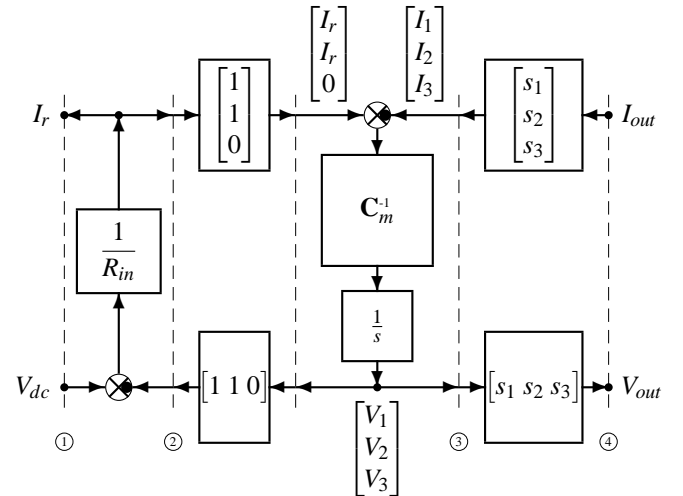 [I_r I_r 0]
[I_1 I_2 I_3]
I_r
[1 1 0]
[s_1 s_2 s_3]
I_out
1/R_in
C_m^-1
1/s
V_dc
[1 1 0]
[s_1 s_2 s_3]
V_out
[V_1 V_2 V_3]
① ② ③ ④